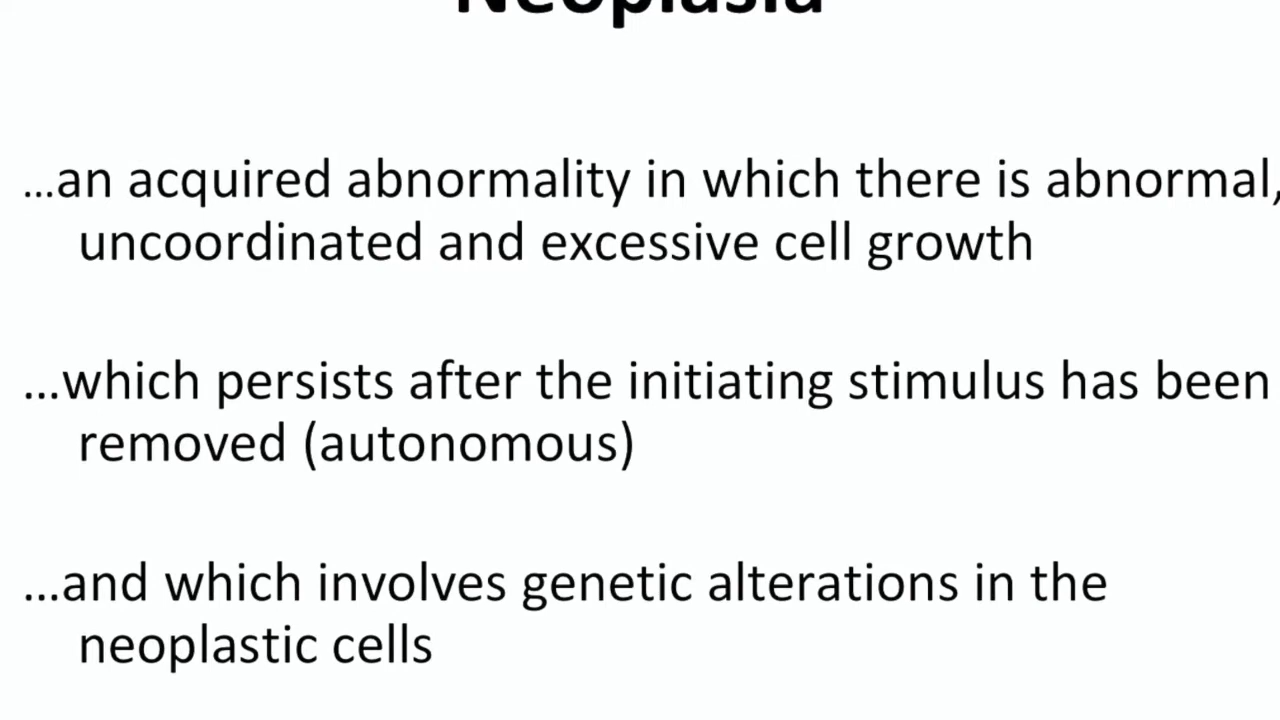 Neoplasia
...an acquired abnormality in which there is abnormal,
uncoordinated and excessive cell growth
...which persists after the initiating stimulus has been
removed (autonomous)
...and which involves genetic alterations in the
neoplastic cells